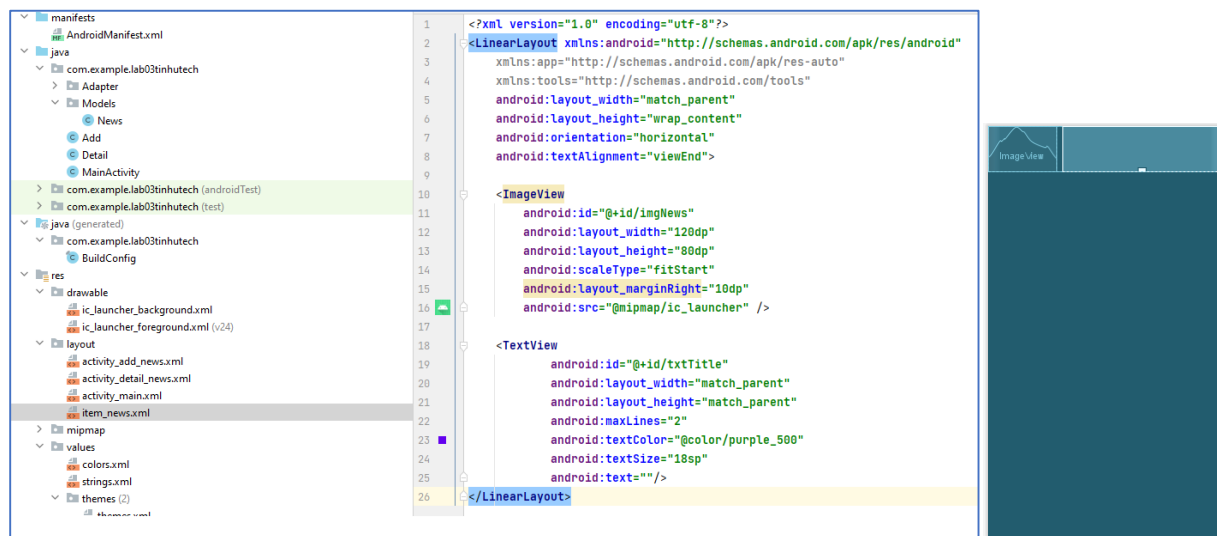 manifests
AndroidManifest.xml
java
com.example.lab03tinhutech
Adapter
Models
News
Add
Detail
MainActivity
com.example.lab03tinhutech (androidTest)
com.example.lab03tinhutech (test)
java (generated)
com.example.lab03tinhutech
BuildConfig
res
drawable
ic_launcher_background.xml
ic_launcher_foreground.xml (v24)
layout
activity_add_news.xml
activity_detail_news.xml
activity_main.xml
item_news.xml
mipmap
values
colors.xml
strings.xml
themes (2)
themes.xml
1 <?xml version="1.0" encoding="utf-8"?>
2 <LinearLayout xmlns:android="http://schemas.android.com/apk/res/android"
3 xmlns:app="http://schemas.android.com/apk/res-auto"
4 xmlns:tools="http://schemas.android.com/tools"
5 android:layout_width="match_parent"
6 android:layout_height="wrap_content"
7 android:orientation="horizontal"
8 android:textAlignment="viewEnd">
9
10 <ImageView
11 android:id="@+id/imgNews"
12 android:layout_width="120dp"
13 android:layout_height="80dp"
14 android:scaleType="fitStart"
15 android:layout_marginRight="10dp"
16 android:src="@mipmap/ic_launcher" />
17
18 <TextView
19 android:id="@+id/txtTitle"
20 android:layout_width="match_parent"
21 android:layout_height="match_parent"
22 android:maxLines="2"
23 android:textColor="@color/purple_500"
24 android:textSize="18sp"
25 android:text=""/>
26 </LinearLayout>
ImageView